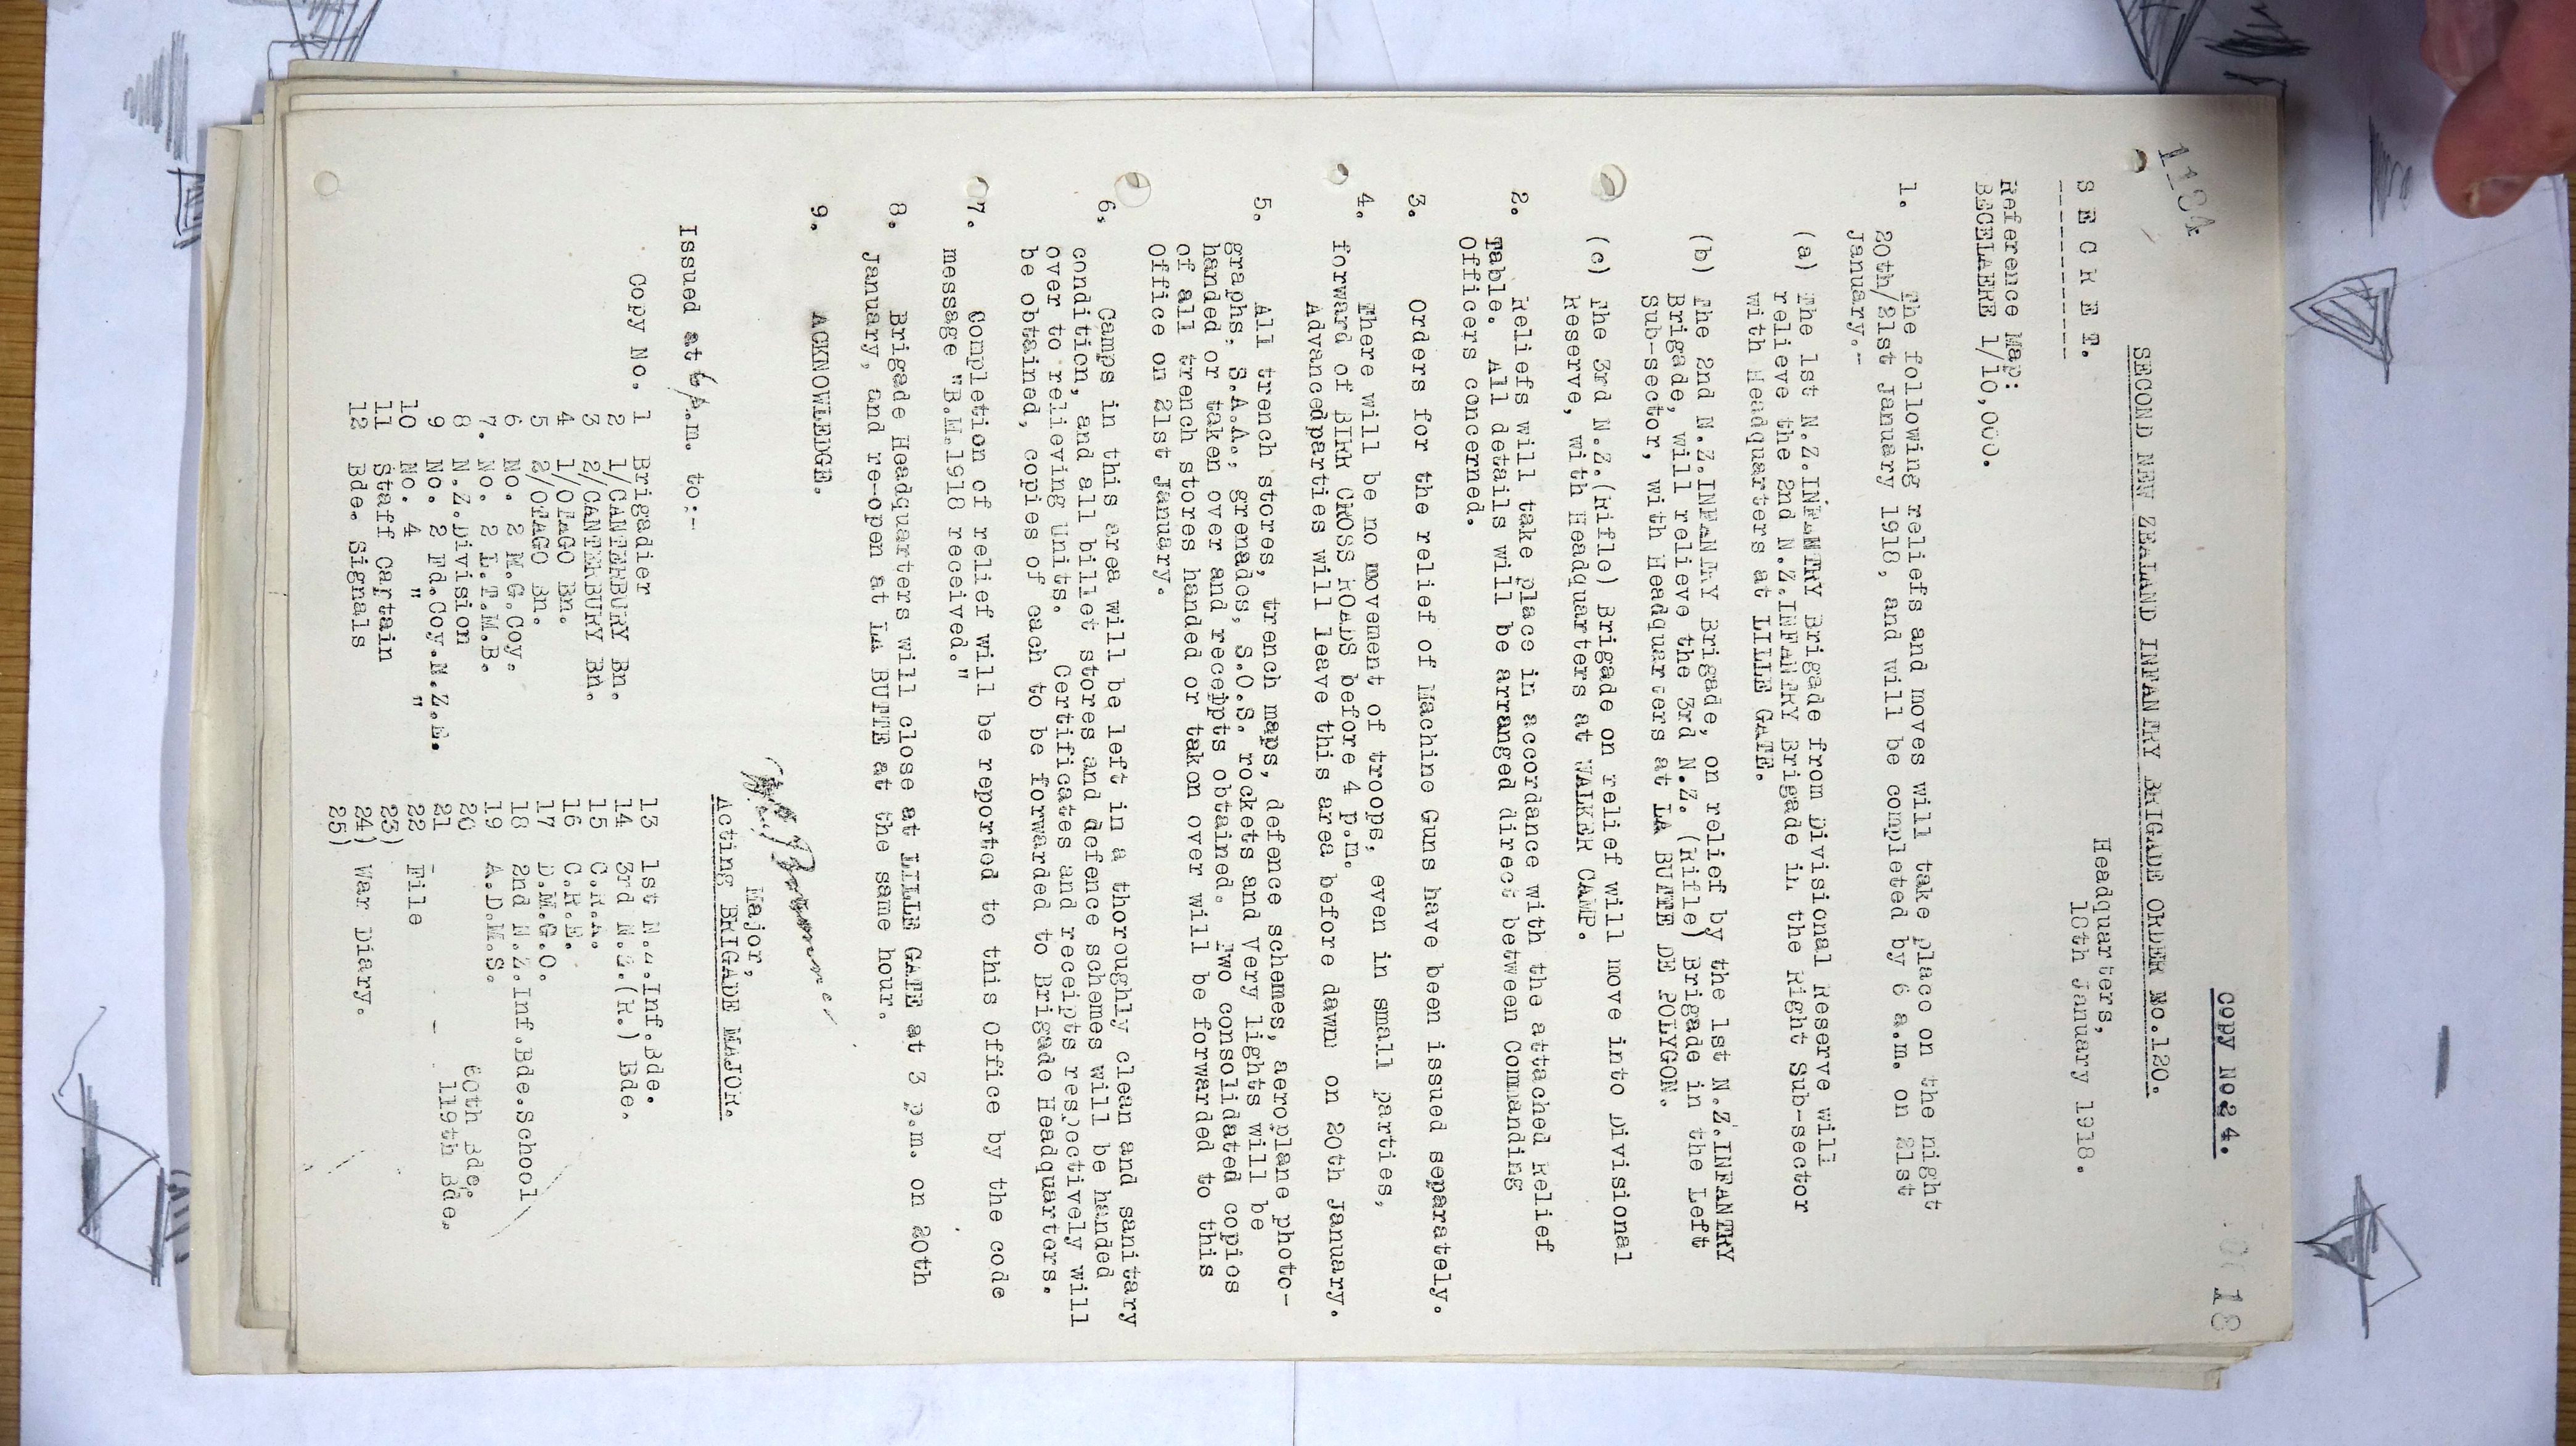 1184
COPY No.24.
18
SECOND NEW ZEALAND INFANTRY BRIGADE ORDER No.120.
S E C R E T.
Headquarters,
18th January 1918.
Reference Map:
BECELAERE 1/10,000.
1. The following reliefs and moves will take place on the night
20th/21st January 1918, and will be completed by 6 a.m. on 21st
January.-
(a) The 1st N.Z.INFANTRY Brigade from Divisional Reserve will
relieve the 2nd N.Z.INFANTRY Brigade in the Right Sub-sector
with Headquarters at LILLE GATE.
(b) The 2nd N.Z.INFANTRY Brigade, on relief by the 1st N.Z.INFANTRY
Brigade, will relieve the 3rd N.Z. (Rifle) Brigade in the Left
Sub-sector, with Headquarters at LA BUTTE DE POLYGON.
(c) The 3rd N.Z.(Rifle) Brigade on relief will move into Divisional
Reserve, with Headquarters at WALKER CAMP.
2. Reliefs will take place in accordance with the attached Relief
Table. All details will be arranged direct between Commanding
Officers concerned.
3. Orders for the relief of Machine Guns have been issued separately.
4. There will be no movement of troops, even in small parties,
forward of BIRR CROSS ROADS before 4 p.m.
Advanced parties will leave this area before dawn on 20th January.
5. All trench stores, trench maps, defence schemes, aeroplane photo-
graphs, S.A.A., grenades, S.O.S. rockets and Very lights will be
handed or taken over and receipts obtained. Two consolidated copies
of all trench stores handed or taken over will be forwarded to this
Office on 21st January.
6, Camps in this area will be left in a thoroughly clean and sanitary
condition, and all billet stores and defence schemes will be handed
over to relieving Units. Certificates and receipts respectively will
be obtained, copies of each to be forwarded to Brigade Headquarters.
7. Completion of relief will be reported to this Office by the code
message "B.M.1918 received."
8. Brigade Headquarters will close at LILLE GATE at 3 p.m. on 20th
January, and re-open at LA BUTTE at the same hour.
9. ACKNOWLEDGE.
Major,
Acting BRIGADE MAJOR.
Issued at 6/p.m. to:-
Copy No. 1 Brigadier
2 1/CANTERBURY Bn.
3 2/CANTERBURY Bn.
4 1/OTAGO Bn.
5 2/OTAGO Bn.
6 No. 2 M.G.Coy.
7. No. 2 L.T.M.B.
8 N.Z.Division
9 No. 2 Fd.Coy.N.Z.E.
10 No. 4 " "
11 Staff Captain
12 Bde. Signals
13 1st N.Z.Inf.Bde.
14 3rd N.Z.(R.) Bde.
15 C.R.A.
16 C.R.E.
17 D.M.G.O.
18 2nd N.Z.Inf.Bde.School
19 A.D.M.S.
20 60th Bde.
21 - - 119th Bde.
22 File
23)
24) War Diary.
25)